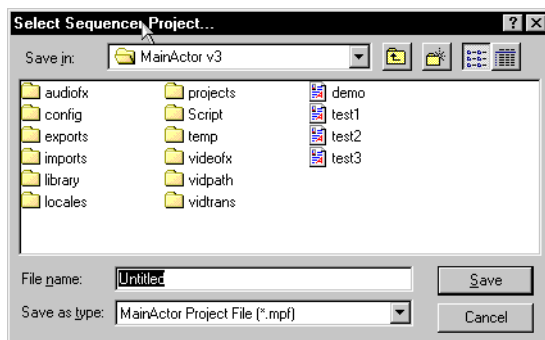 Select Sequencer Project...
Save in: MainActor v3
audiofx
config
exports
imports
library
locales
projects
Script
temp
videofx
vidpath
vidtrans
demo
test1
test2
test3
File name: Untitled
Save
Save as type: MainActor Project File (*.mpf)
Cancel